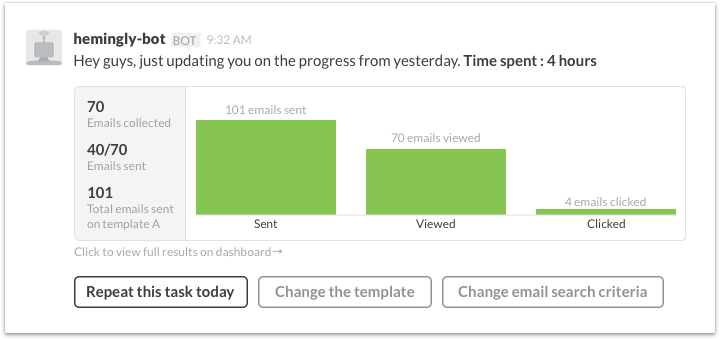 hemingly-bot BOT 9:32 AM
Hey guys, just updating you on the progress from yesterday. Time spent : 4 hours
70
Emails collected
40/70
Emails sent
101
Total emails sent
on template A
101 emails sent
70 emails viewed
4 emails clicked
Sent
Viewed
Clicked
Click to view full results on dashboard→
Repeat this task today
Change the template
Change email search criteria